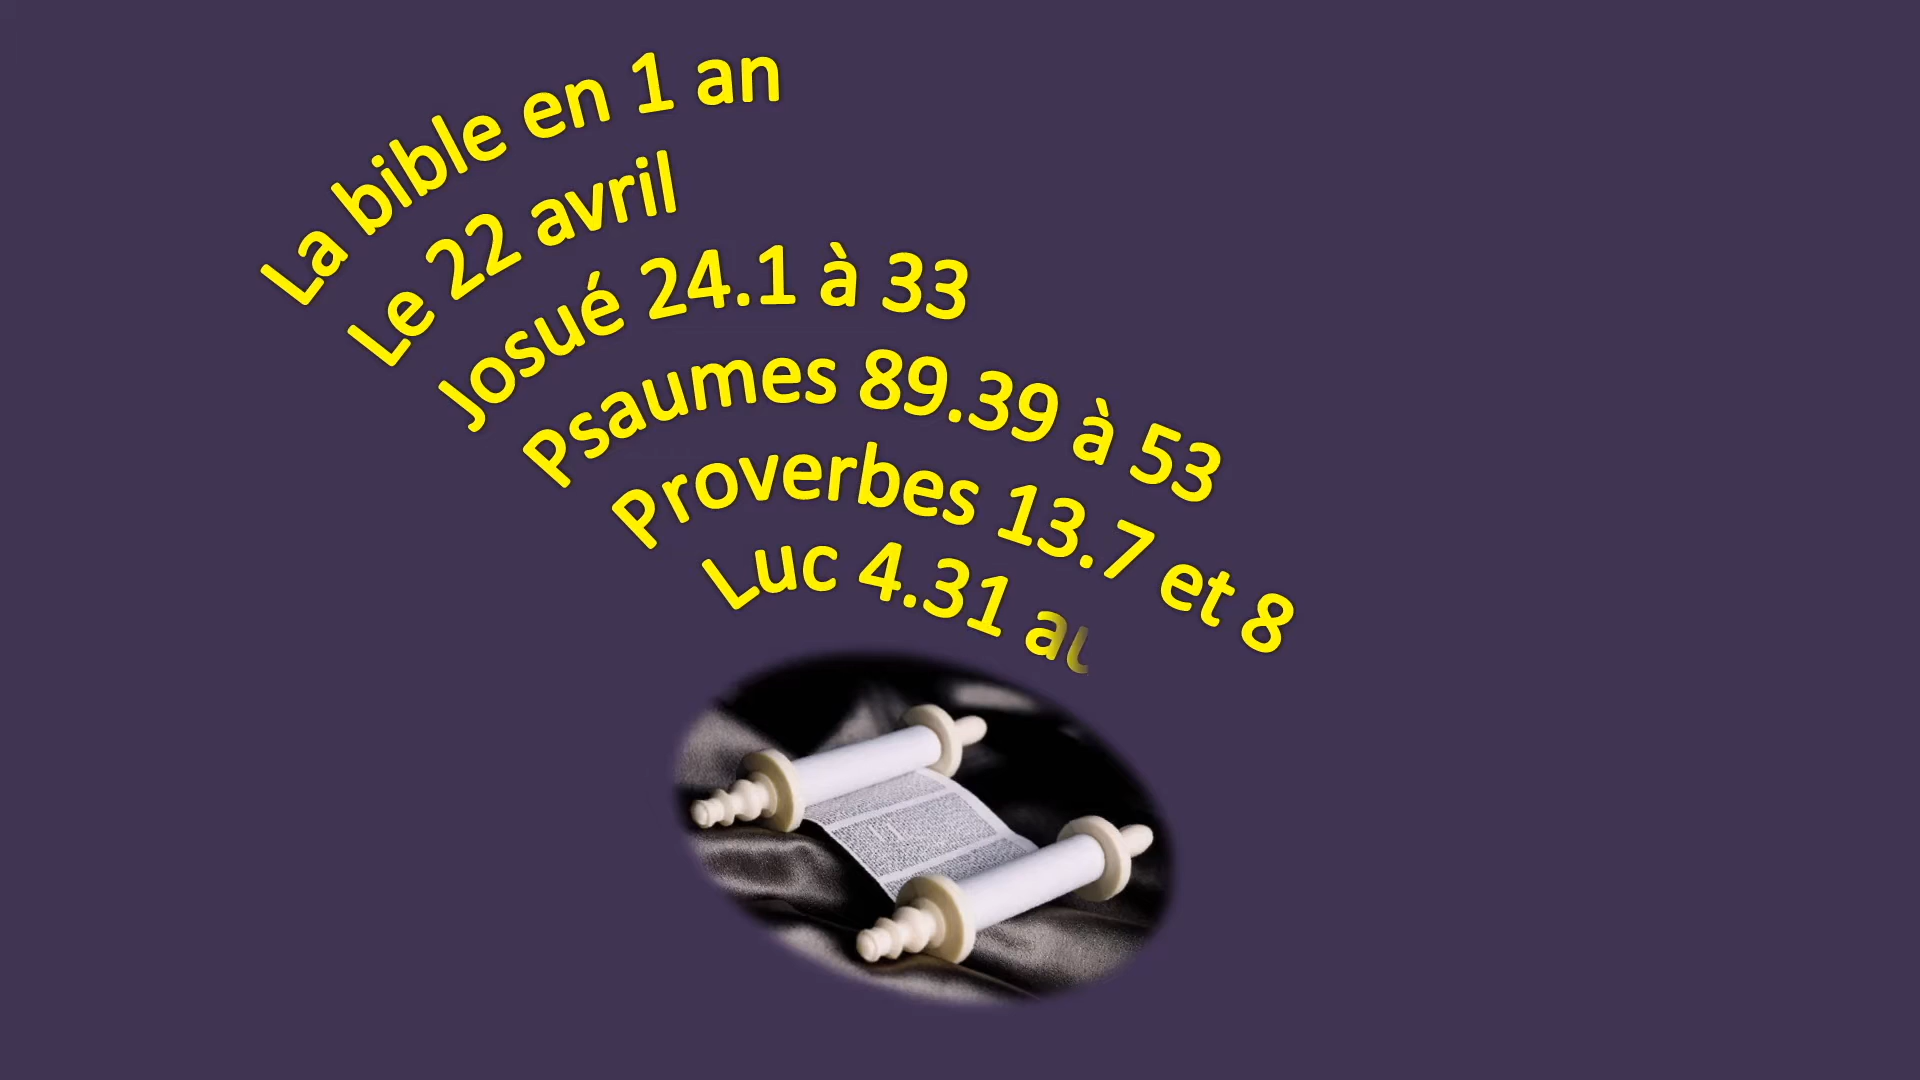 La bible en 1 an
Le 22 avril
Josué 24.1 à 33
Psaumes 89.39 à 53
Proverbes 13.7 et 8
Luc 4.31